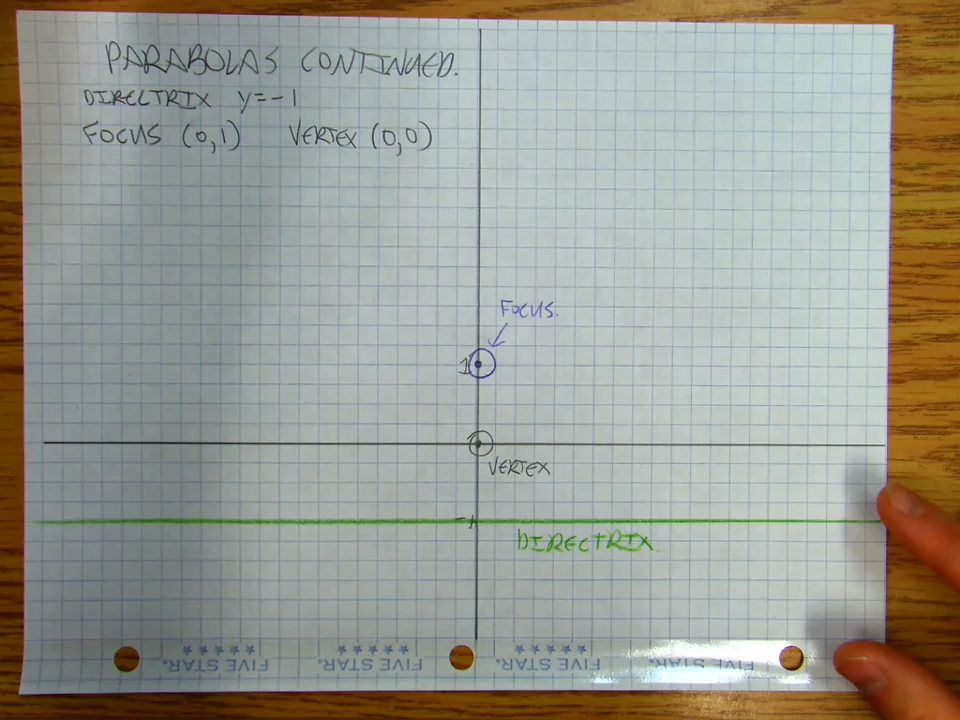 PARABOLAS CONTINUED.
DIRECTRIX y=-1
FOCUS (0,1) VERTEX (0,0)
FOCUS.
1
VERTEX
-1
DIRECTRIX
FIVE STAR. FIVE STAR. FIVE STAR. FIVE STAR.